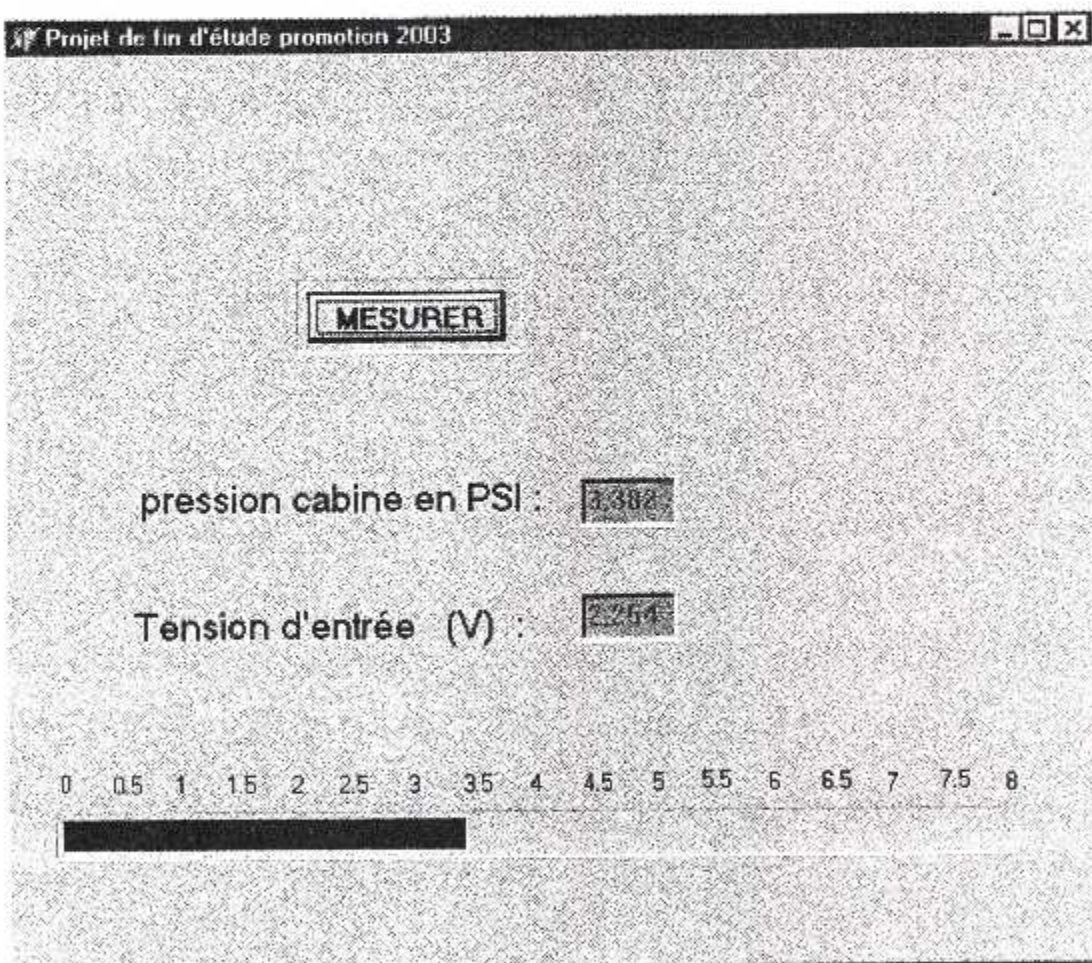 Projet de fin d'étude promotion 2003
MESURER
pression cabine en PSI :
Tension d'entrée (V) : 2.264
0 0.5 1 1.5 2 2.5 3 3.5 4 4.5 5 5.5 6 6.5 7 7.5 8